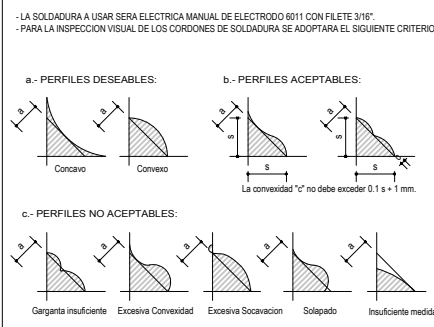 - LA SOLDADURA A USAR SERA ELECTRICA MANUAL DE ELECTRODO 6011 CON FILETE 3/16".
- PARA LA INSPECCION VISUAL DE LOS CORDONES DE SOLDADURA SE ADOPTARA EL SIGUIENTE CRITERIO
a.- PERFILES DESEABLES:
b.- PERFILES ACEPTABLES:
a
a
a
a
s
s
c
Concavo
Convexo
s
s
La convexidad "c" no debe exceder 0.1 s + 1 mm.
c.- PERFILES NO ACEPTABLES:
a
a
a
a
a
Garganta insuficiente
Excesiva Convexidad
Excesiva Socavacion
Solapado
Insuficiente medida